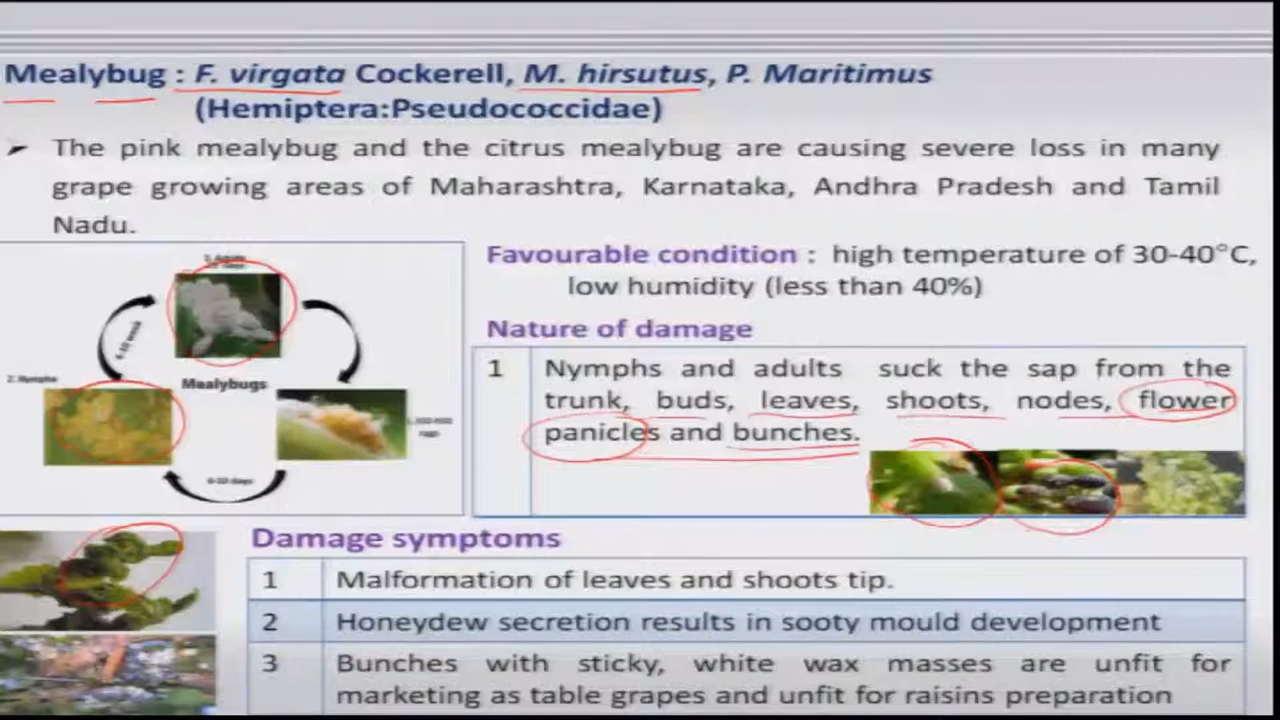 Mealybug : F. virgata Cockerell, M. hirsutus, P. Maritimus
(Hemiptera:Pseudococcidae)
➢ The pink mealybug and the citrus mealybug are causing severe loss in many
grape growing areas of Maharashtra, Karnataka, Andhra Pradesh and Tamil
Nadu.
Favourable condition : high temperature of 30-40°C,
low humidity (less than 40%)
Nature of damage
1 Nymphs and adults suck the sap from the
trunk, buds, leaves, shoots, nodes, flower
panicles and bunches.
2. Nymphs
Mealybugs
Damage symptoms
1 Malformation of leaves and shoots tip.
2 Honeydew secretion results in sooty mould development
3 Bunches with sticky, white wax masses are unfit for
marketing as table grapes and unfit for raisins preparation